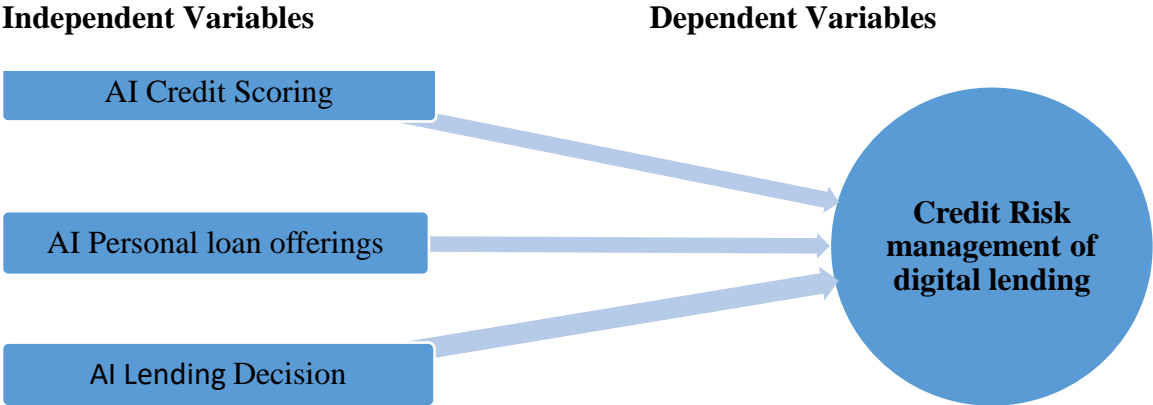 Independent Variables
Dependent Variables
AI Credit Scoring
AI Personal loan offerings
AI Lending Decision
Credit Risk
management of
digital lending